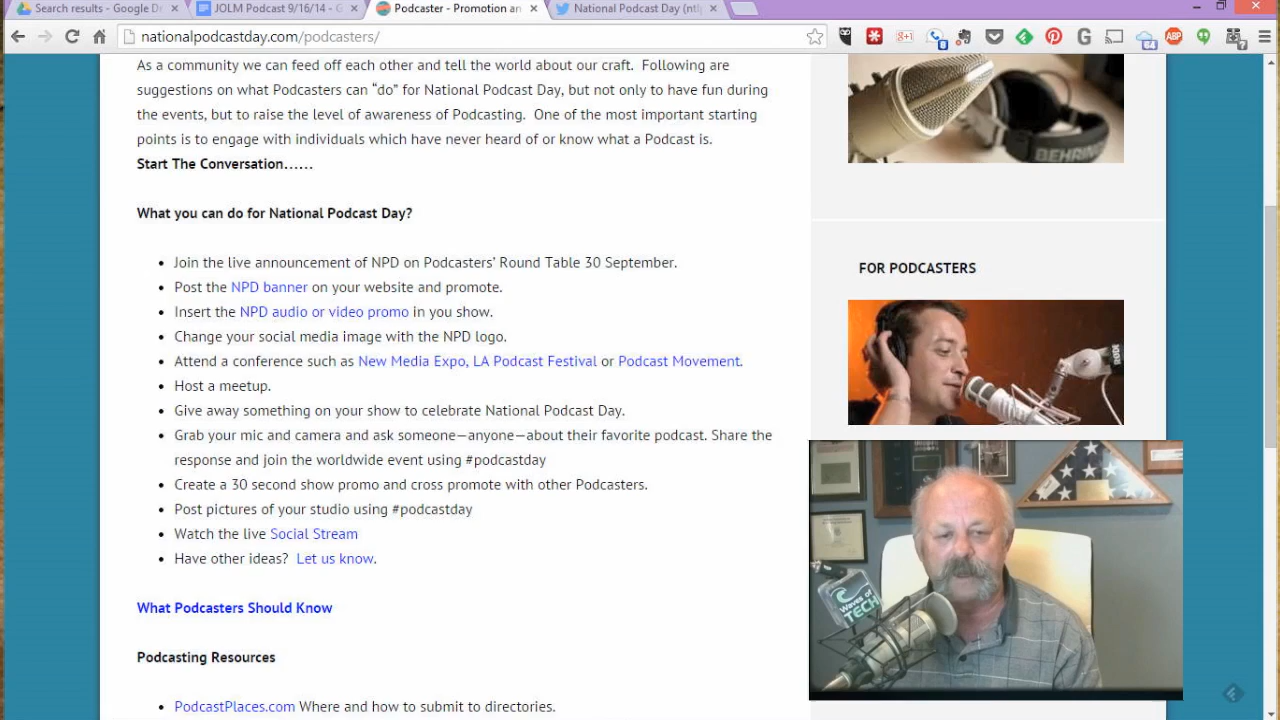 Search results - Google D
JOLM Podcast 9/16/14 - G
Podcaster - Promotion an
National Podcast Day (ntlp
nationalpodcastday.com/podcasters/
As a community we can feed off each other and tell the world about our craft. Following are
suggestions on what Podcasters can “do” for National Podcast Day, but not only to have fun during
the events, but to raise the level of awareness of Podcasting. One of the most important starting
points is to engage with individuals which have never heard of or know what a Podcast is.
Start The Conversation……
What you can do for National Podcast Day?
• Join the live announcement of NPD on Podcasters’ Round Table 30 September.
• Post the NPD banner on your website and promote.
• Insert the NPD audio or video promo in you show.
• Change your social media image with the NPD logo.
• Attend a conference such as New Media Expo, LA Podcast Festival or Podcast Movement.
• Host a meetup.
• Give away something on your show to celebrate National Podcast Day.
• Grab your mic and camera and ask someone—anyone—about their favorite podcast. Share the
response and join the worldwide event using #podcastday
• Create a 30 second show promo and cross promote with other Podcasters.
• Post pictures of your studio using #podcastday
• Watch the live Social Stream
• Have other ideas? Let us know.
What Podcasters Should Know
Podcasting Resources
• PodcastPlaces.com Where and how to submit to directories.
BEHRINGER
FOR PODCASTERS
RODE
Waves of
TECH